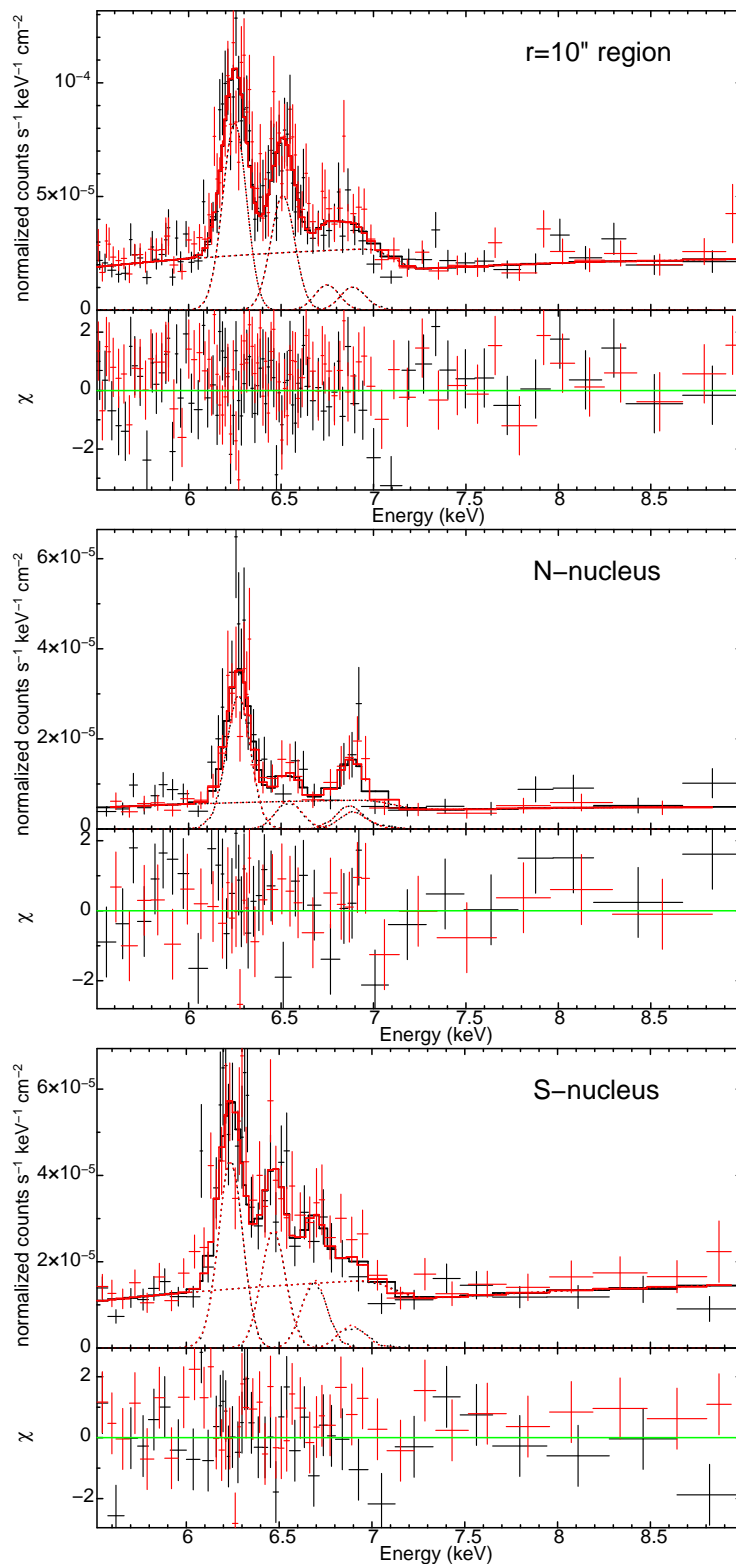 r=10" region
normalized counts s⁻¹ keV⁻¹ cm⁻²
10⁻⁴
5×10⁻⁵
0
χ
2
0
−2
6 6.5 7 7.5 8 8.5
Energy (keV)
N−nucleus
normalized counts s⁻¹ keV⁻¹ cm⁻²
6×10⁻⁵
4×10⁻⁵
2×10⁻⁵
0
χ
2
0
−2
6 6.5 7 7.5 8 8.5
Energy (keV)
S−nucleus
normalized counts s⁻¹ keV⁻¹ cm⁻²
6×10⁻⁵
4×10⁻⁵
2×10⁻⁵
0
χ
2
0
−2
6 6.5 7 7.5 8 8.5
Energy (keV)